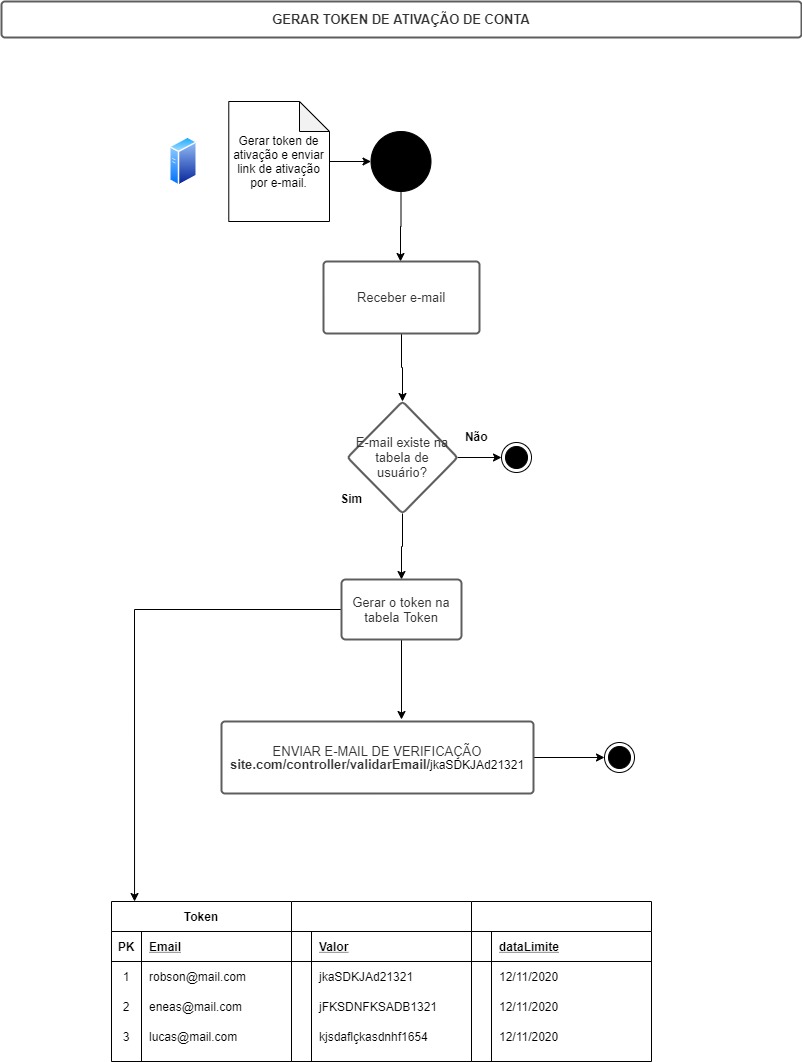 GERAR TOKEN DE ATIVAÇÃO DE CONTA
Gerar token de
ativação e enviar
link de ativação
por e-mail.
Receber e-mail
E-mail existe na
tabela de
usuário?
Não
Sim
Gerar o token na
tabela Token
ENVIAR E-MAIL DE VERIFICAÇÃO
site.com/controller/validarEmail/jkaSDKJAd21321
Token
PK Email Valor dataLimite
1 robson@mail.com jkaSDKJAd21321 12/11/2020
2 eneas@mail.com jFKSDNFKSADB1321 12/11/2020
3 lucas@mail.com kjsdaflçkasdnhf1654 12/11/2020